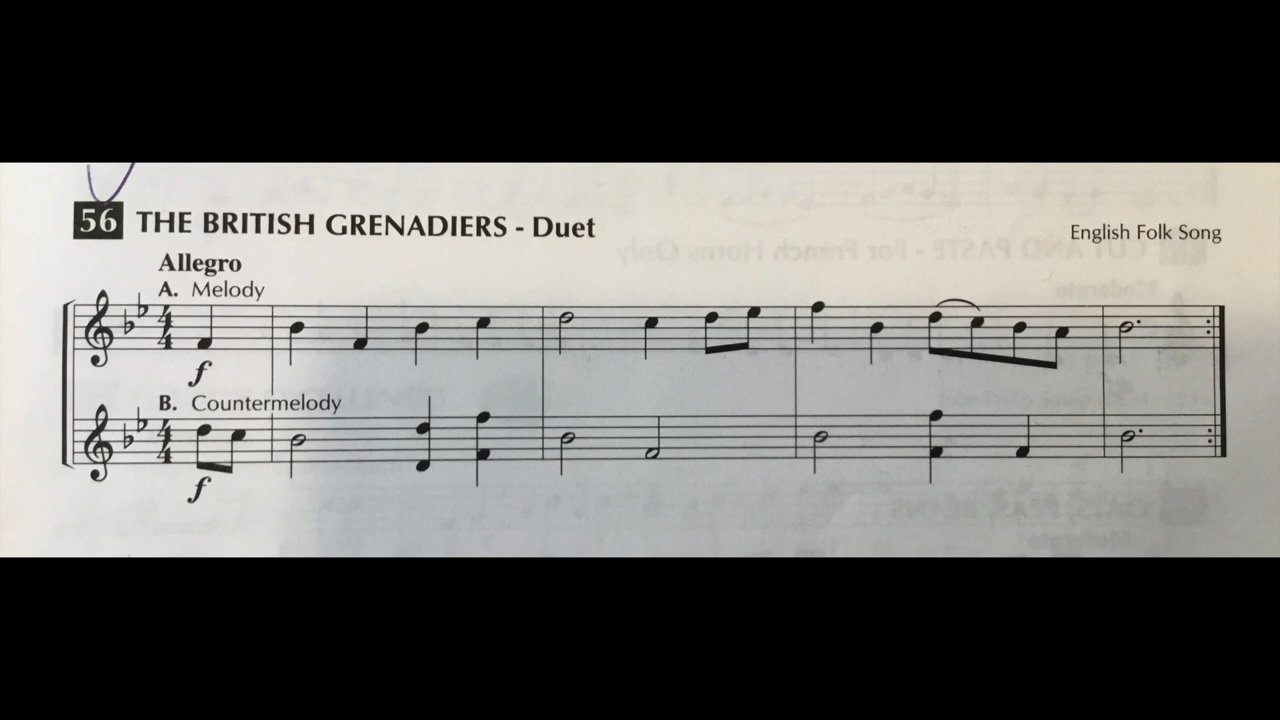 56 THE BRITISH GRENADIERS - Duet
English Folk Song
Allegro
A. Melody
f
B. Countermelody
f